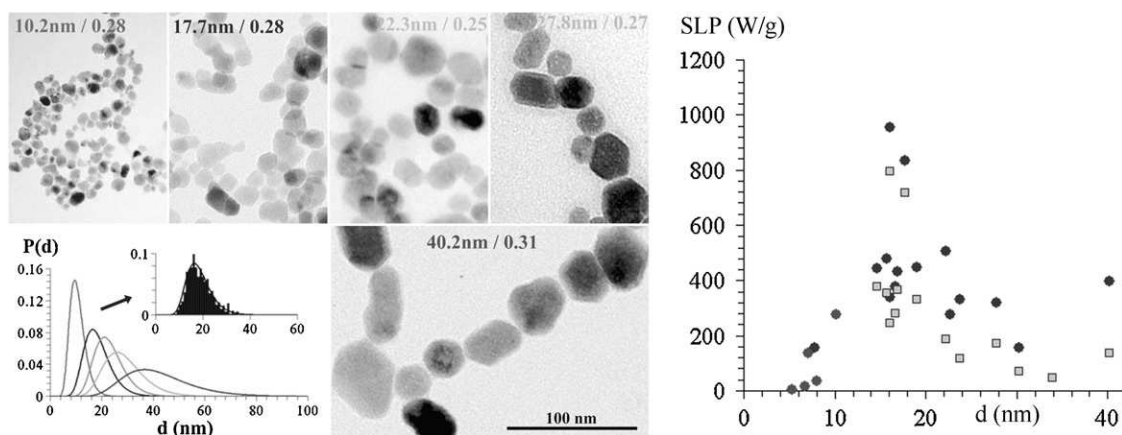 10.2nm / 0.28
17.7nm / 0.28
22.3nm / 0.25
27.8nm / 0.27
P(d)
0.16
0.12
0.08
0.04
0
0.1
0
0 20 40 60
0 20 40 60 80 100
d (nm)
40.2nm / 0.31
100 nm
SLP (W/g)
1200
1000
800
600
400
200
0
0 10 20 30 40
d (nm)